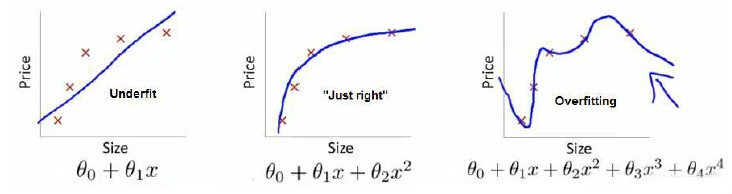 Price
Underfit
Size
θ₀ + θ₁x
Price
"Just right"
Size
θ₀ + θ₁x + θ₂x²
Price
Overfitting
Size
θ₀ + θ₁x + θ₂x² + θ₃x³ + θ₄x⁴